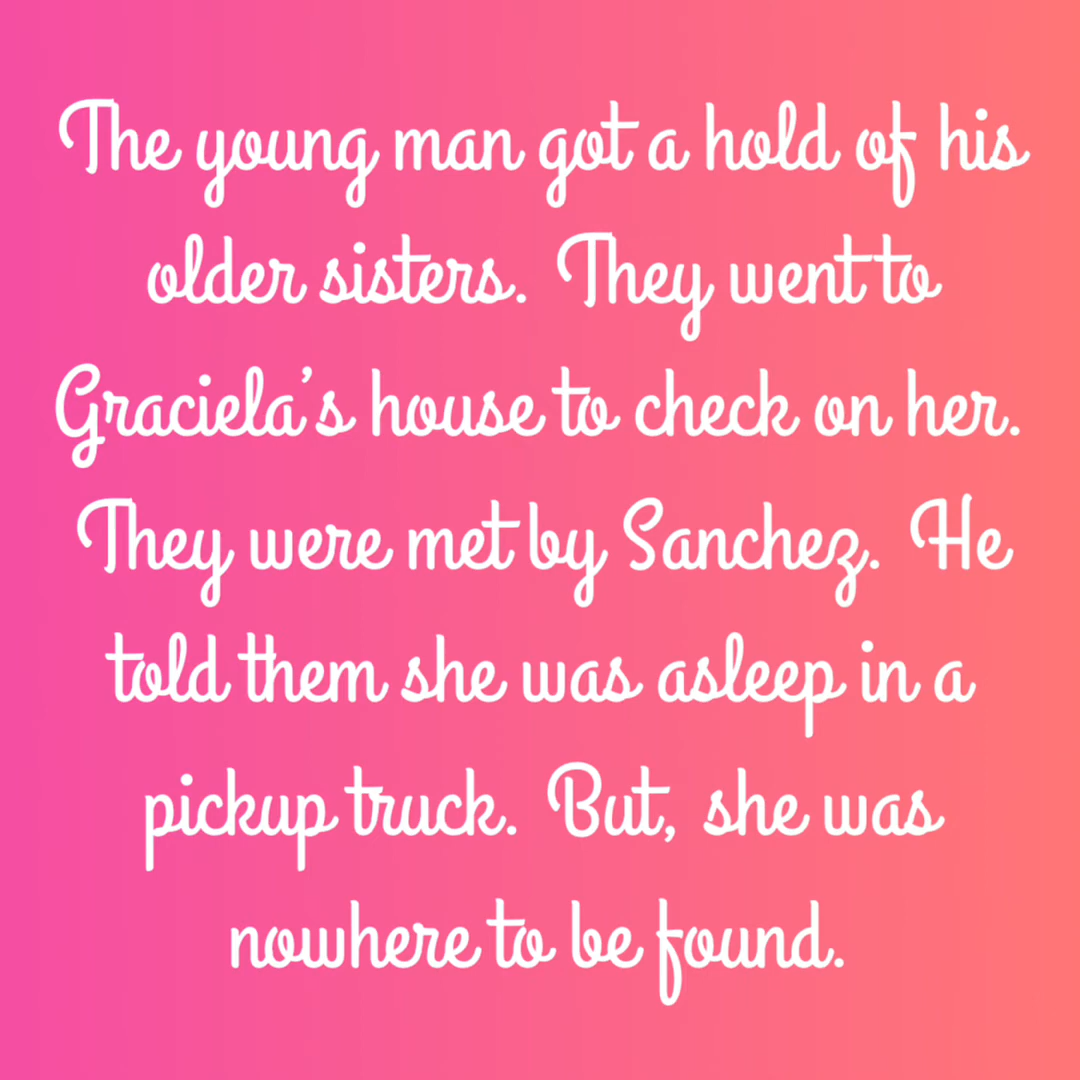 The young man got a hold of his
older sisters.  They went to
Graciela’s house to check on her.
They were met by Sanchez.  He
told them she was asleep in a
pickup truck.  But, she was
nowhere to be found.